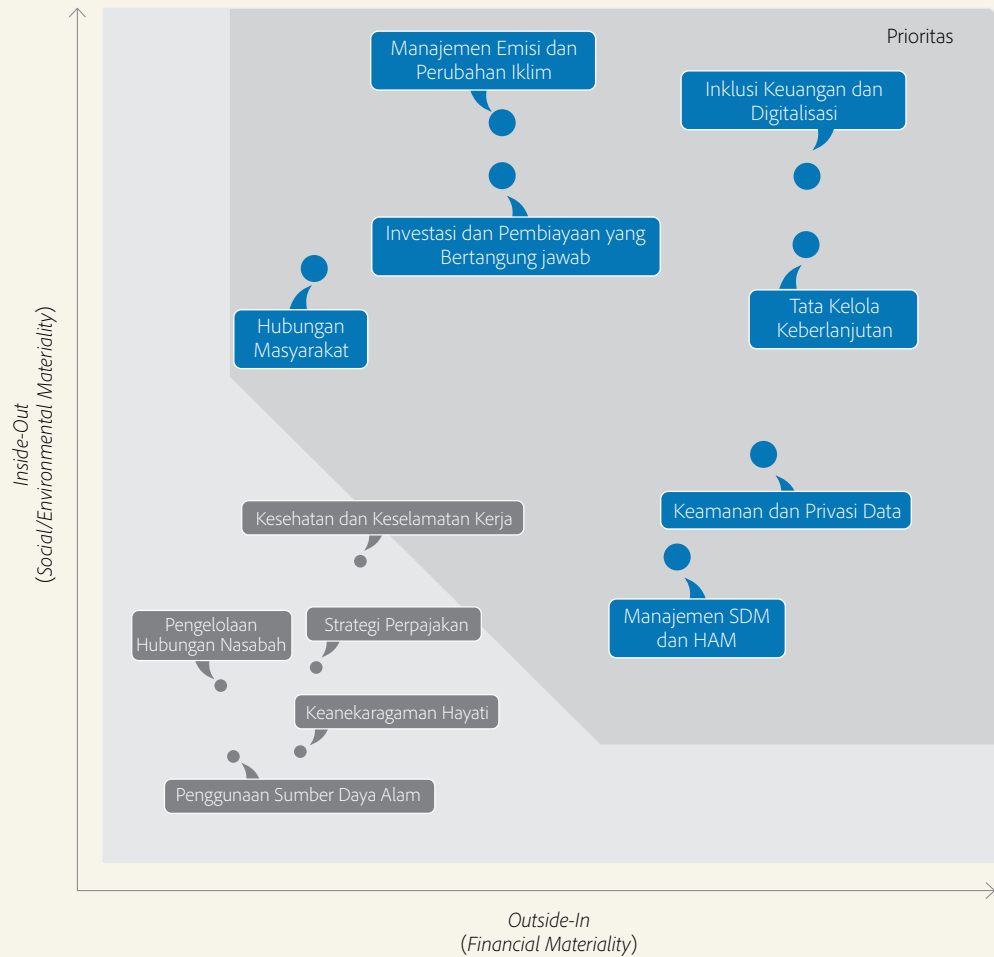 Prioritas
Manajemen Emisi dan
Perubahan Iklim
Inklusi Keuangan dan
Digitalisasi
Investasi dan Pembiayaan yang
Bertangung jawab
Tata Kelola
Keberlanjutan
Hubungan
Masyarakat
Keamanan dan Privasi Data
Kesehatan dan Keselamatan Kerja
Manajemen SDM
dan HAM
Pengelolaan
Hubungan Nasabah
Strategi Perpajakan
Keanekaragaman Hayati
Penggunaan Sumber Daya Alam
Inside-Out
(Social/Environmental Materiality)
Outside-In
(Financial Materiality)